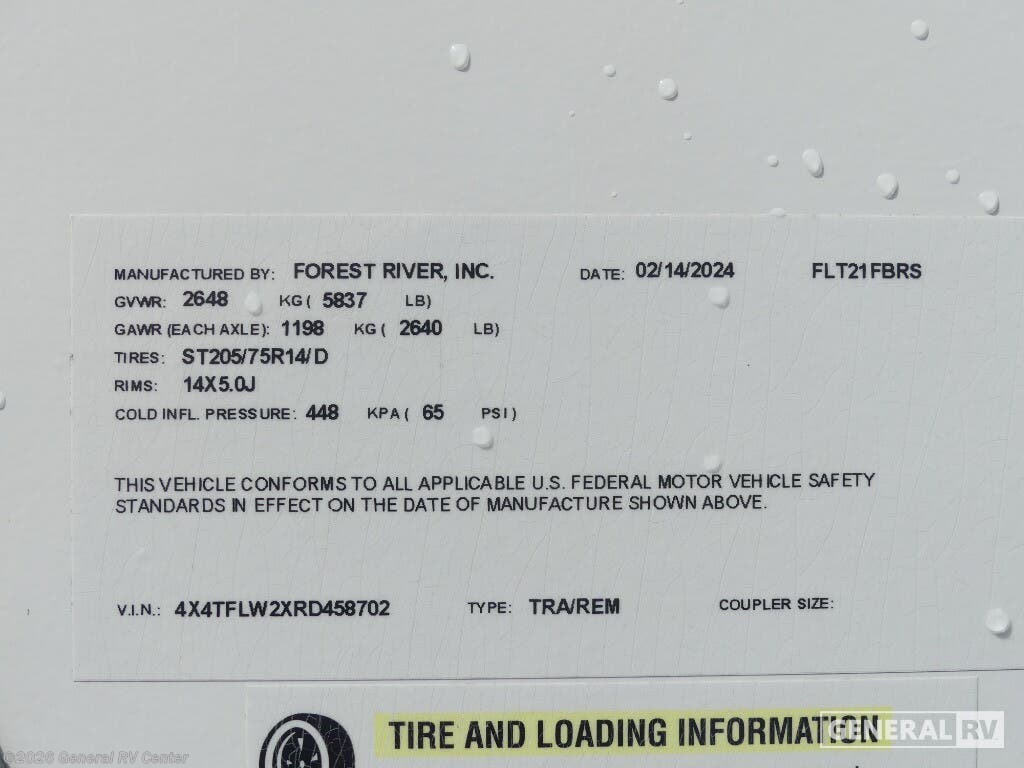 MANUFACTURED BY: FOREST RIVER, INC. DATE: 02/14/2024 FLT21FBRS
GVWR: 2648 KG ( 5837 LB)
GAWR (EACH AXLE): 1198 KG ( 2640 LB)
TIRES: ST205/75R14/D
RIMS: 14X5.0J
COLD INFL. PRESSURE: 448 KPA ( 65 PSI)
THIS VEHICLE CONFORMS TO ALL APPLICABLE U.S. FEDERAL MOTOR VEHICLE SAFETY
STANDARDS IN EFFECT ON THE DATE OF MANUFACTURE SHOWN ABOVE.
V.I.N.: 4X4TFLW2XRD458702 TYPE: TRA/REM COUPLER SIZE:
TIRE AND LOADING INFORMATION
GENERAL RV
©2026 General RV Center